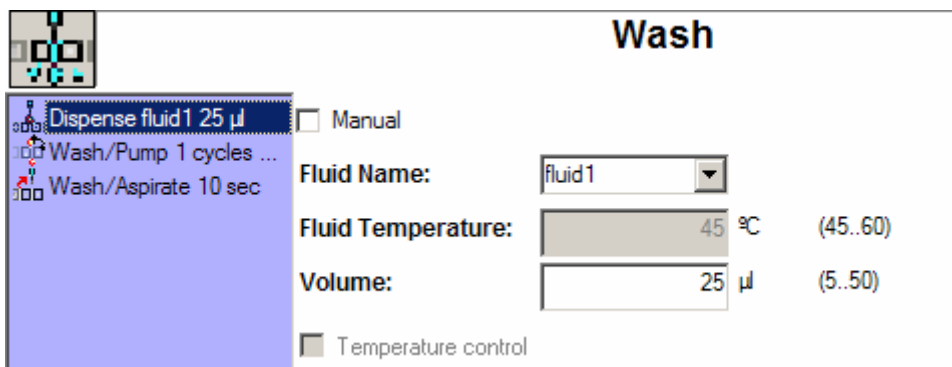 Wash
Dispense fluid1 25 µl
Wash/Pump 1 cycles ...
Wash/Aspirate 10 sec
Manual
Fluid Name: fluid1
Fluid Temperature: 45 ºC (45..60)
Volume: 25 µl (5..50)
Temperature control